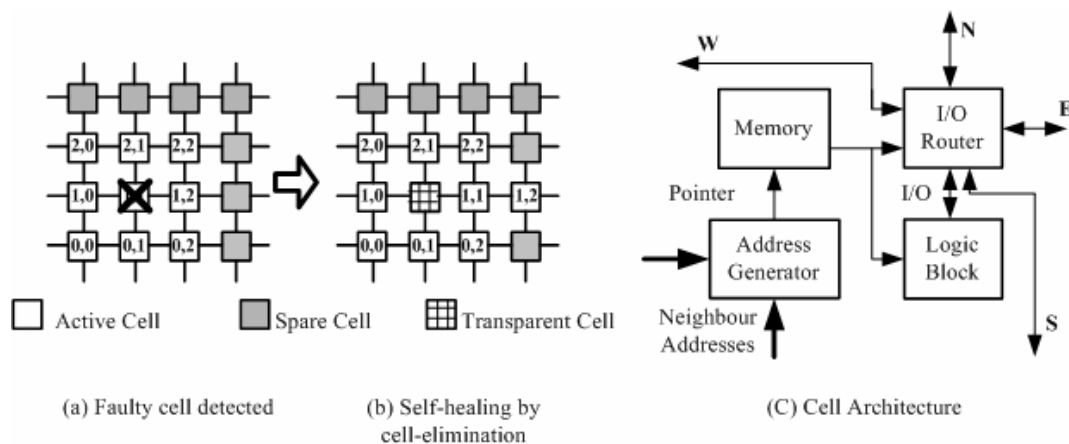 2,0 2,1 2,2
1,0 1,2
0,0 0,1 0,2
2,0 2,1 2,2
1,0 1,1 1,2
0,0 0,1 0,2
Active Cell
Spare Cell
Transparent Cell
(a) Faulty cell detected
(b) Self-healing by
cell-elimination
W
N
E
S
Memory
I/O
Router
Pointer
I/O
Address
Generator
Logic
Block
Neighbour
Addresses
(C) Cell Architecture